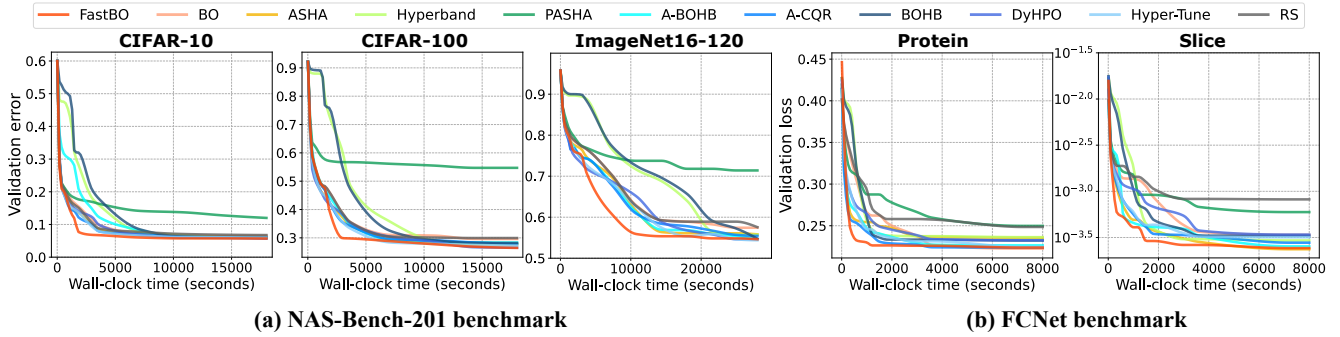 FastBO BO ASHA Hyperband PASHA A-BOHB A-CQR BOHB DyHPO Hyper-Tune RS
CIFAR-10 CIFAR-100 ImageNet16-120 Protein Slice
Validation error
0.6
0.5
0.4
0.3
0.2
0.1
0.0
0 5000 10000 15000
Wall-clock time (seconds)
0.9
0.8
0.7
0.6
0.5
0.4
0.3
0 5000 10000 15000
Wall-clock time (seconds)
0.9
0.8
0.7
0.6
0.5
0 10000 20000
Wall-clock time (seconds)
Validation loss
0.45
0.40
0.35
0.30
0.25
0 2000 4000 6000 8000
Wall-clock time (seconds)
10^−1.5
10^−2.0
10^−2.5
10^−3.0
10^−3.5
0 2000 4000 6000 8000
Wall-clock time (seconds)
(a) NAS-Bench-201 benchmark
(b) FCNet benchmark